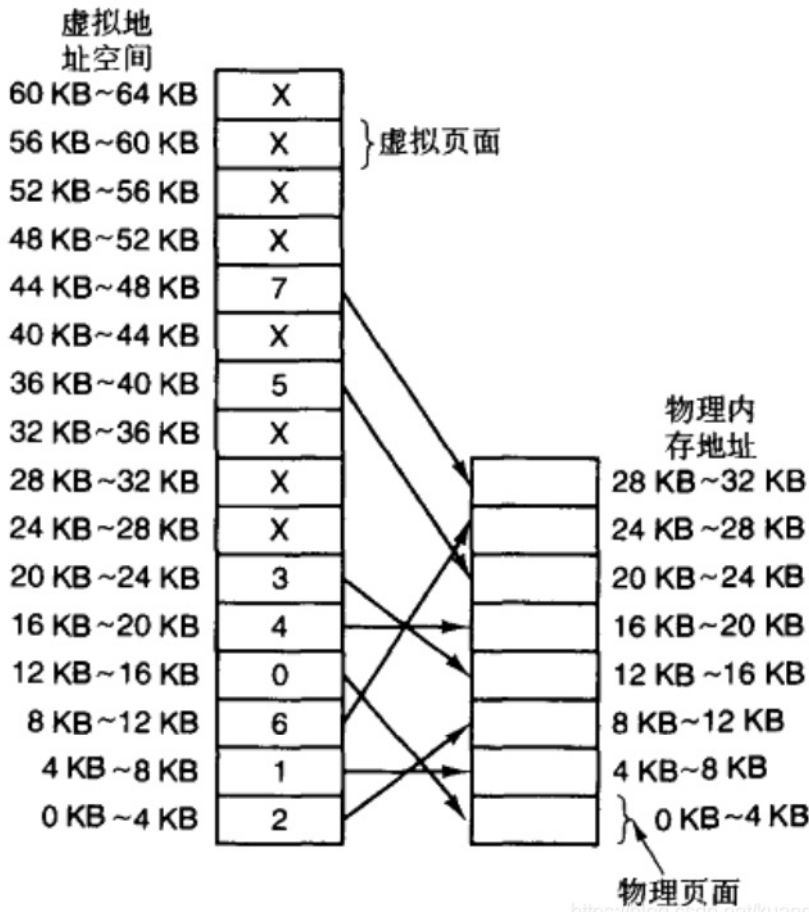 虚拟地
址空间
60 KB~64 KB X
56 KB~60 KB X }虚拟页面
52 KB~56 KB X
48 KB~52 KB X
44 KB~48 KB 7
40 KB~44 KB X
36 KB~40 KB 5
32 KB~36 KB X
物理内
存地址
28 KB~32 KB X 28 KB~32 KB
24 KB~28 KB X 24 KB~28 KB
20 KB~24 KB 3 20 KB~24 KB
16 KB~20 KB 4 16 KB~20 KB
12 KB~16 KB 0 12 KB~16 KB
8 KB~12 KB 6 8 KB~12 KB
4 KB~8 KB 1 4 KB~8 KB
0 KB~4 KB 2 } 0 KB~4 KB
物理页面